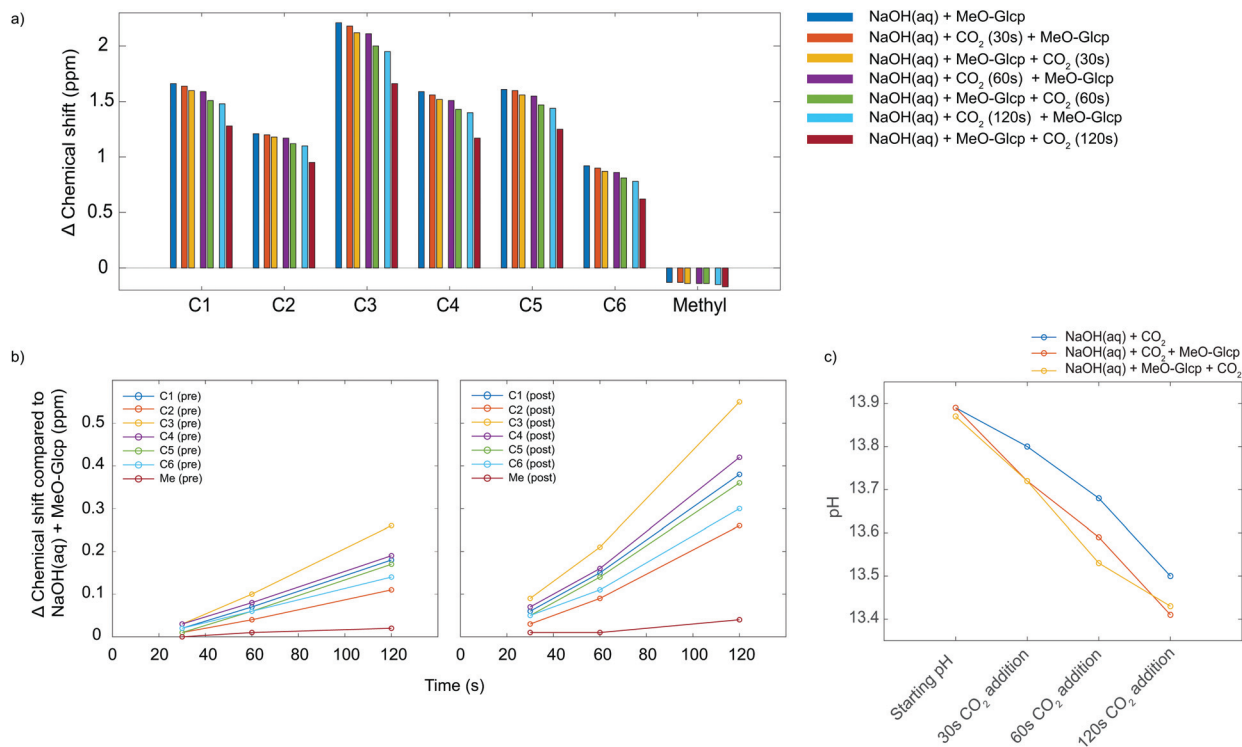 a)
Δ Chemical shift (ppm)
2
1.5
1
0.5
0
C1 C2 C3 C4 C5 C6 Methyl
NaOH(aq) + MeO-Glcp
NaOH(aq) + CO₂ (30s) + MeO-Glcp
NaOH(aq) + MeO-Glcp + CO₂ (30s)
NaOH(aq) + CO₂ (60s) + MeO-Glcp
NaOH(aq) + MeO-Glcp + CO₂ (60s)
NaOH(aq) + CO₂ (120s) + MeO-Glcp
NaOH(aq) + MeO-Glcp + CO₂ (120s)
b)
Δ Chemical shift compared to
NaOH(aq) + MeO-Glcp (ppm)
0.5
0.4
0.3
0.2
0.1
0
C1 (pre)
C2 (pre)
C3 (pre)
C4 (pre)
C5 (pre)
C6 (pre)
Me (pre)
0 20 40 60 80 100 120
C1 (post)
C2 (post)
C3 (post)
C4 (post)
C5 (post)
C6 (post)
Me (post)
0 20 40 60 80 100 120
Time (s)
c)
NaOH(aq) + CO₂
NaOH(aq) + CO₂ + MeO-Glcp
NaOH(aq) + MeO-Glcp + CO₂
pH
13.9
13.8
13.7
13.6
13.5
13.4
Starting pH
30s CO₂ addition
60s CO₂ addition
120s CO₂ addition